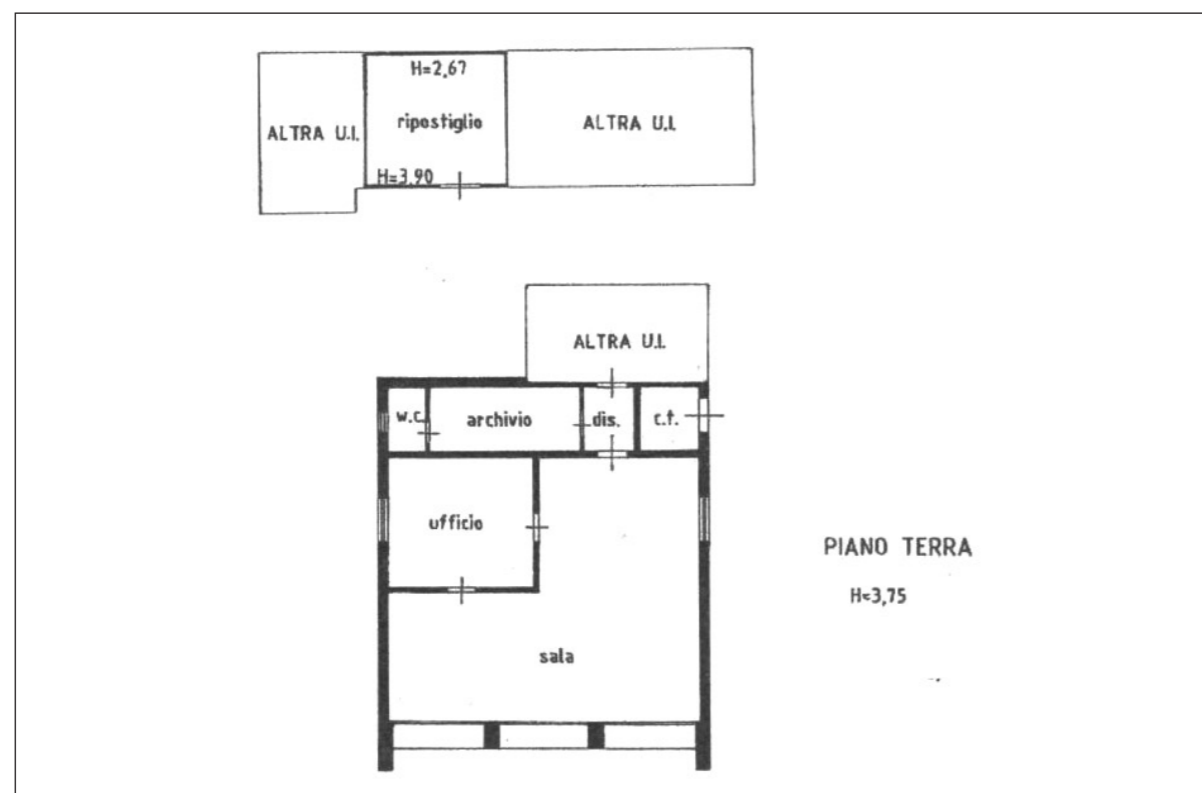 H=2,67
ALTRA U.I.
ripostiglio
ALTRA U.I.
H=3,90
ALTRA U.I.
w.c.
archivio
dis.
c.t.
ufficio
PIANO TERRA
H=3,75
sala